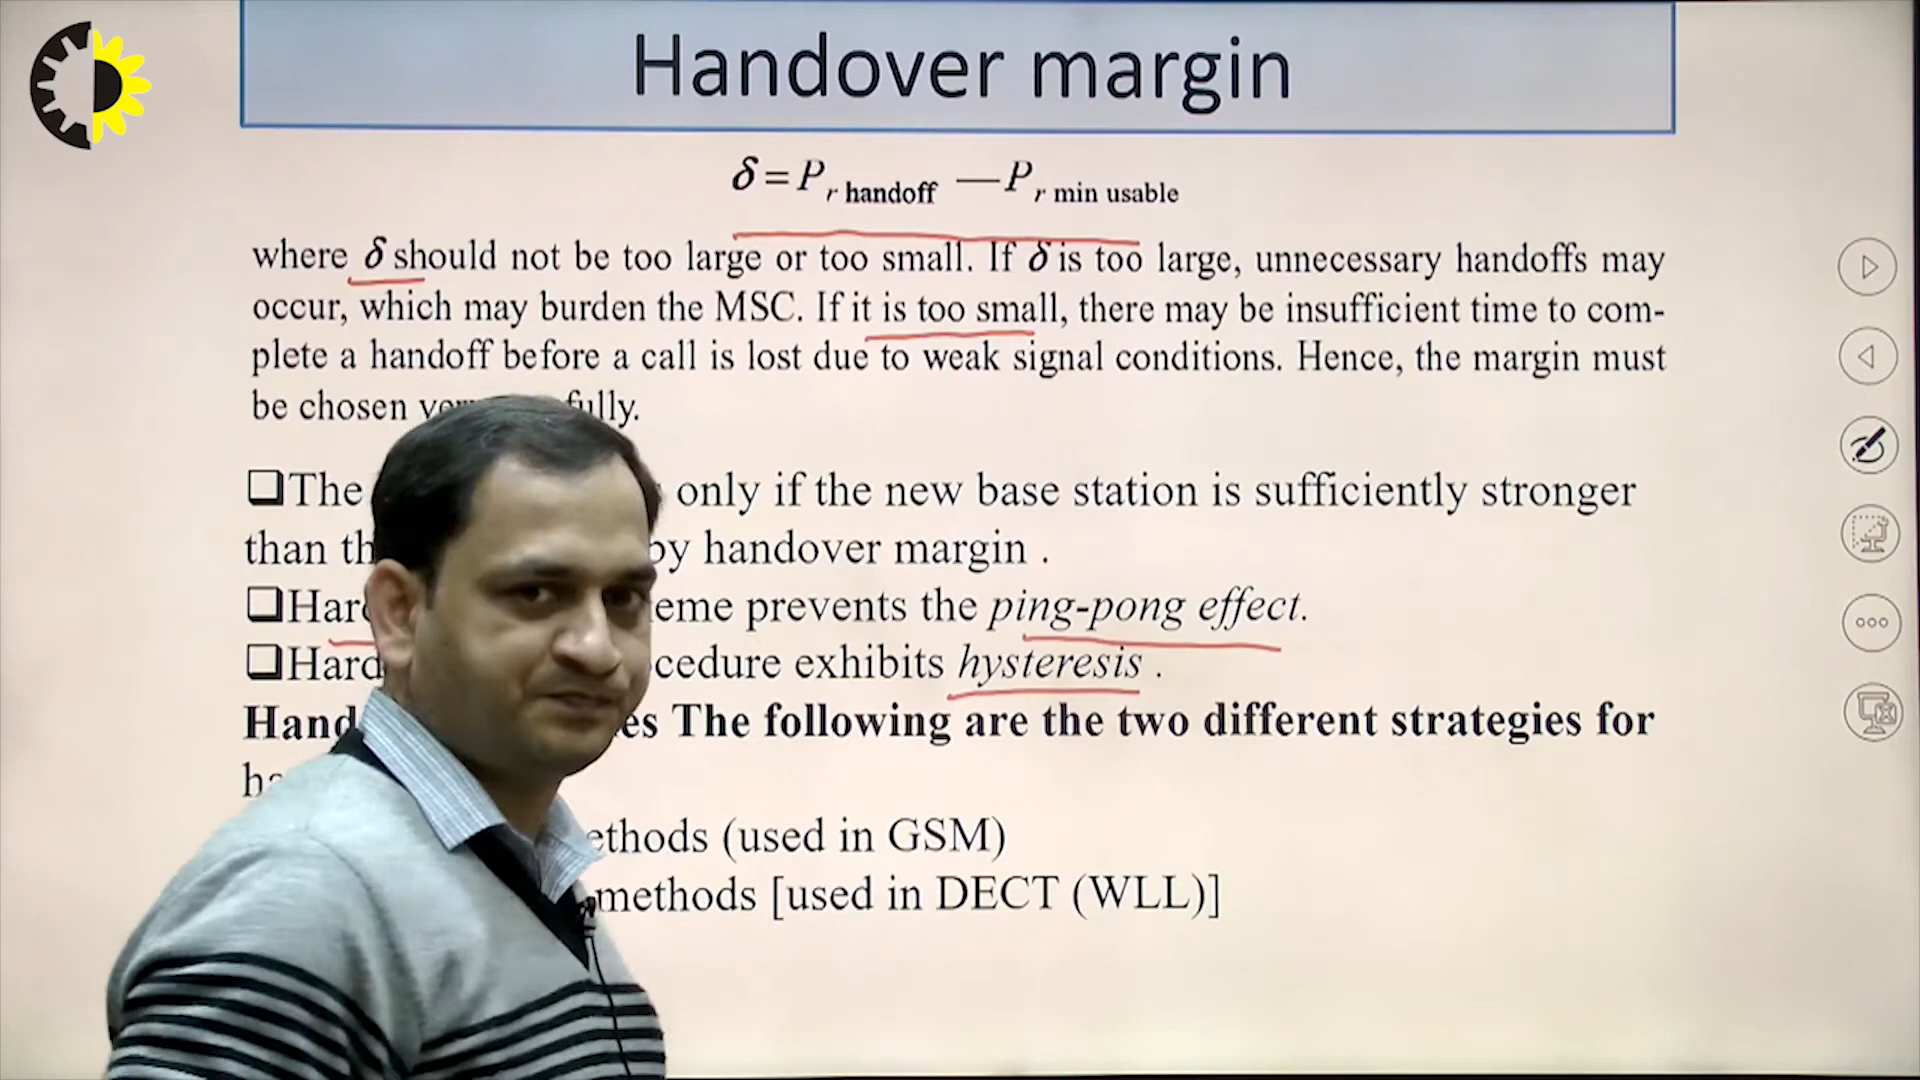 Handover margin
δ = P r handoff — P r min usable
where δ should not be too large or too small. If δ is too large, unnecessary handoffs may
occur, which may burden the MSC. If it is too small, there may be insufficient time to com-
plete a handoff before a call is lost due to weak signal conditions. Hence, the margin must
be chosen fully.
❑The only if the new base station is sufficiently stronger
than by handover margin .
❑Hard eme prevents the ping-pong effect.
❑Hard cedure exhibits hysteresis .
Hand es The following are the two different strategies for
ethods (used in GSM)
methods [used in DECT (WLL)]